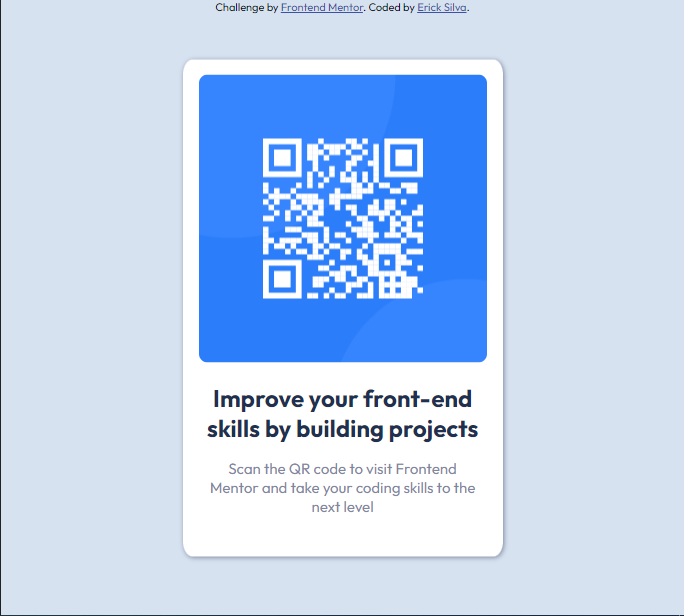 Challenge by Frontend Mentor. Coded by Erick Silva.
Improve your front-end
skills by building projects
Scan the QR code to visit Frontend
Mentor and take your coding skills to the
next level